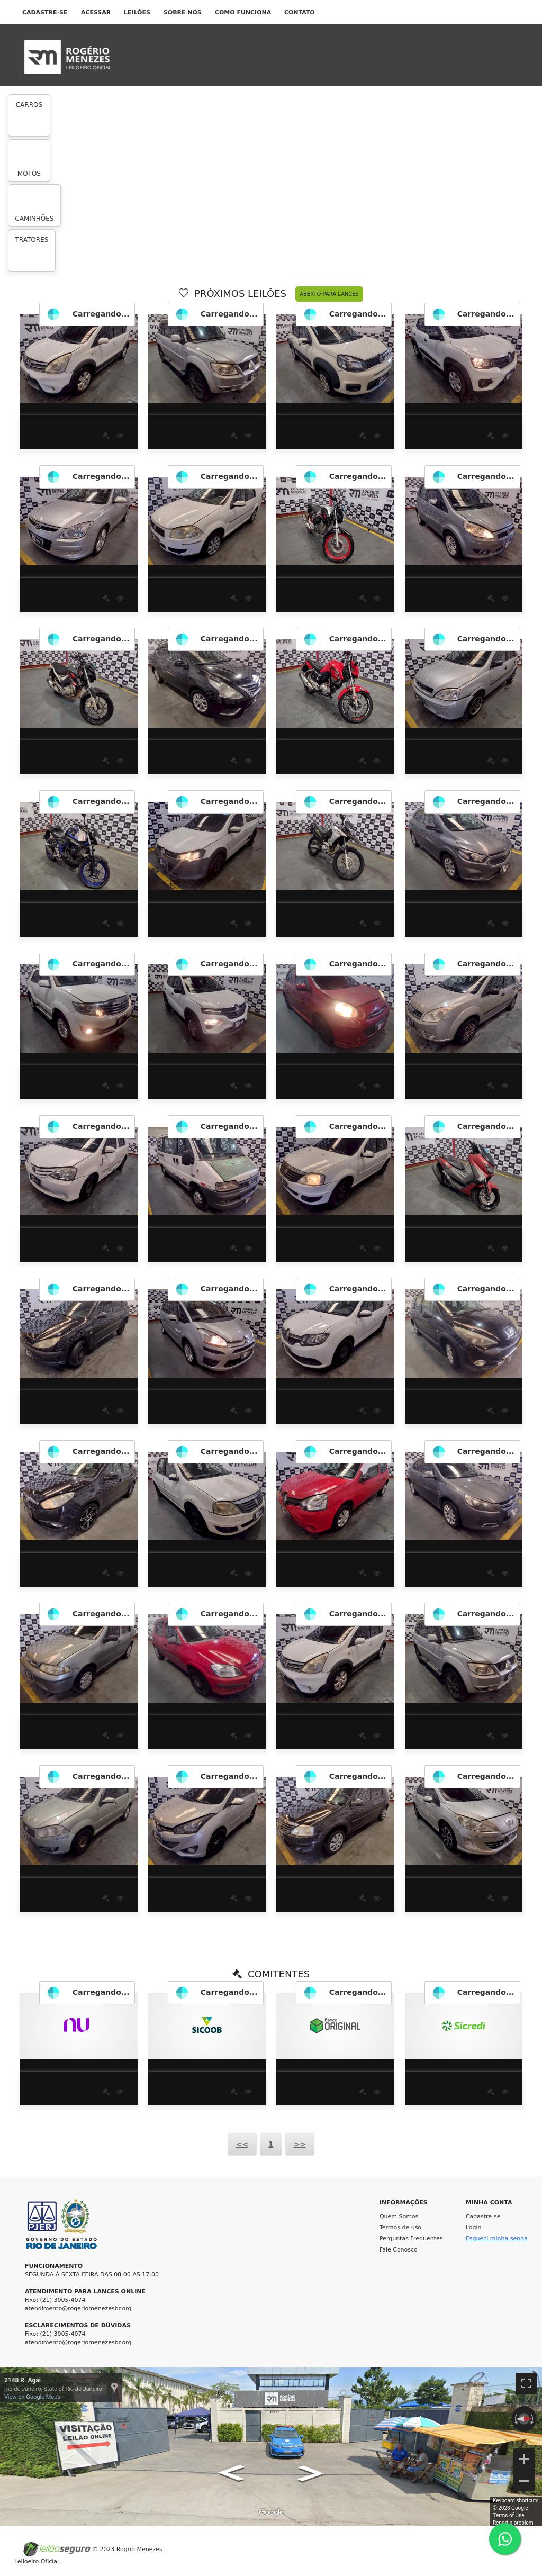 CADASTRE-SE ACESSAR LEILÕES SOBRE NÓS COMO FUNCIONA CONTATO
RM ROGÉRIO
MENEZES
LEILOEIRO OFICIAL
CARROS
MOTOS
CAMINHÕES
TRATORES
PRÓXIMOS LEILÕES ABERTO PARA LANCES
Carregando... Carregando... Carregando... Carregando...
Carregando... Carregando... Carregando... Carregando...
Carregando... Carregando... Carregando... Carregando...
Carregando... Carregando... Carregando... Carregando...
Carregando... Carregando... Carregando... Carregando...
Carregando... Carregando... Carregando... Carregando...
Carregando... Carregando... Carregando... Carregando...
Carregando... Carregando... Carregando... Carregando...
Carregando... Carregando... Carregando... Carregando...
Carregando... Carregando... Carregando... Carregando...
COMITENTES
Carregando... Carregando... Carregando... Carregando...
nu SICOOB Banco ORIGINAL Sicredi
<< 1 >>
PJERJ
GOVERNO DO ESTADO
RIO DE JANEIRO
FUNCIONAMENTO
SEGUNDA À SEXTA-FEIRA DAS 08:00 ÀS 17:00
ATENDIMENTO PARA LANCES ONLINE
Fixo: (21) 3005-4074
atendimento@rogeriomenezesbr.org
ESCLARECIMENTOS DE DÚVIDAS
Fixo: (21) 3005-4074
atendimento@rogeriomenezesbr.org
INFORMAÇÕES
Quem Somos
Termos de uso
Perguntas Frequentes
Fale Conosco
MINHA CONTA
Cadastre-se
Login
Esqueci minha senha
2148 R. Agai
Rio de Janeiro, State of Rio de Janeiro
View on Google Maps
VISITAÇÃO
LEILÃO ONLINE
ROGÉRIO
MENEZES
Google
Keyboard shortcuts
© 2023 Google
Terms of Use
Report a problem
leilãoseguro © 2023 Rogrio Menezes -
Leiloeiro Oficial.